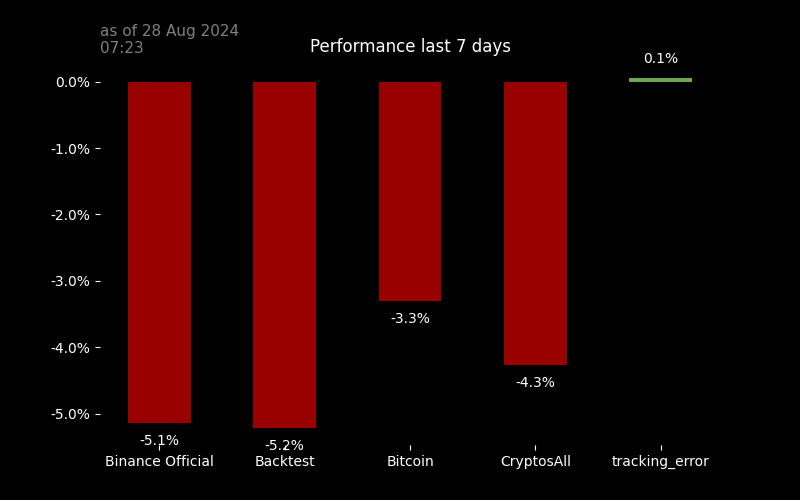 as of 28 Aug 2024
07:23
Performance last 7 days
0.1%
0.0%
-1.0%
-2.0%
-3.0%
-3.3%
-4.0%
-4.3%
-5.0%
-5.1%
-5.2%
Binance Official
Backtest
Bitcoin
CryptosAll
tracking_error